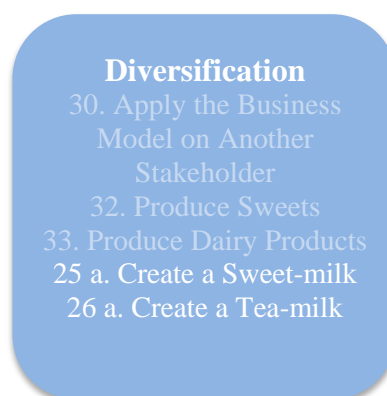 Diversification
30. Apply the Business
Model on Another
Stakeholder
32. Produce Sweets
33. Produce Dairy Products
25 a. Create a Sweet-milk
26 a. Create a Tea-milk